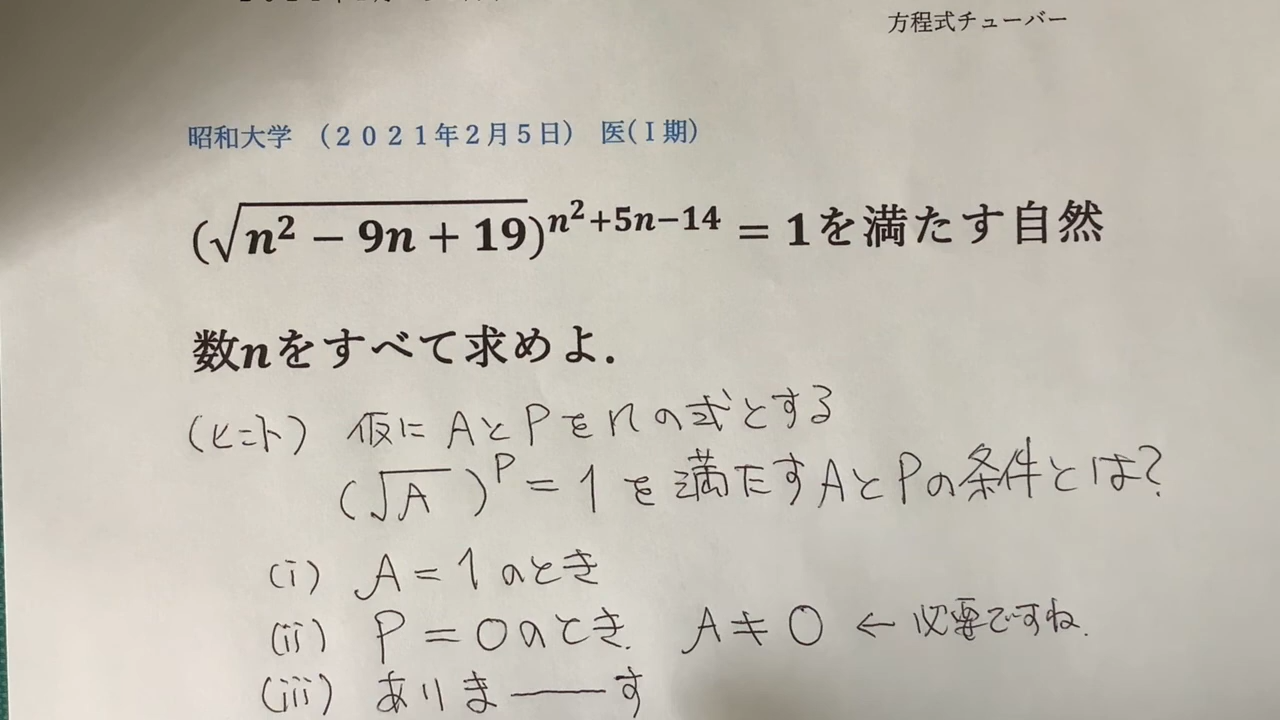 方程式チューバー
昭和大学 （２０２１年２月５日） 医(Ⅰ期)
(√(n²－9n＋19))^(n²+5n−14) = 1を満たす自然
数nをすべて求めよ.
(ヒント) 仮にAとPをnの式とする
(√A)^P = 1 を満たすAとPの条件とは?
(i) A = 1 のとき
(ii) P = 0のとき. A≠0 ← 必要ですね.
(iii) ありま――す